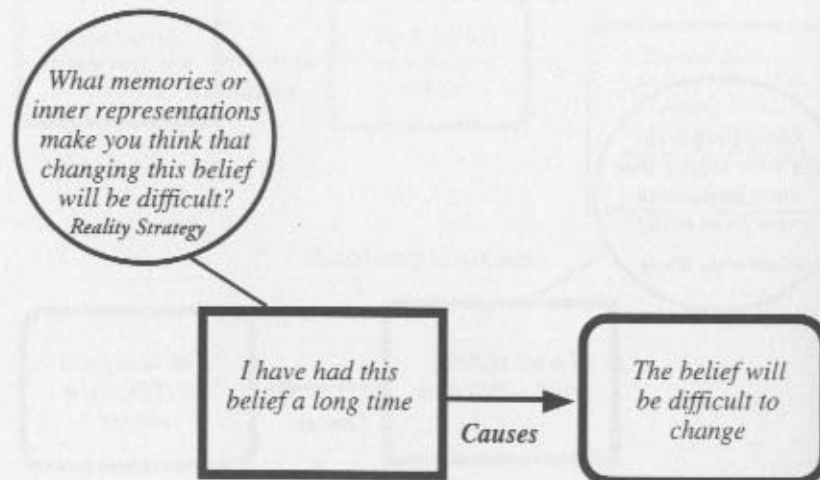 What memories or
inner representations
make you think that
changing this belief
will be difficult?
Reality Strategy
I have had this
belief a long time
Causes
The belief will
be difficult to
change